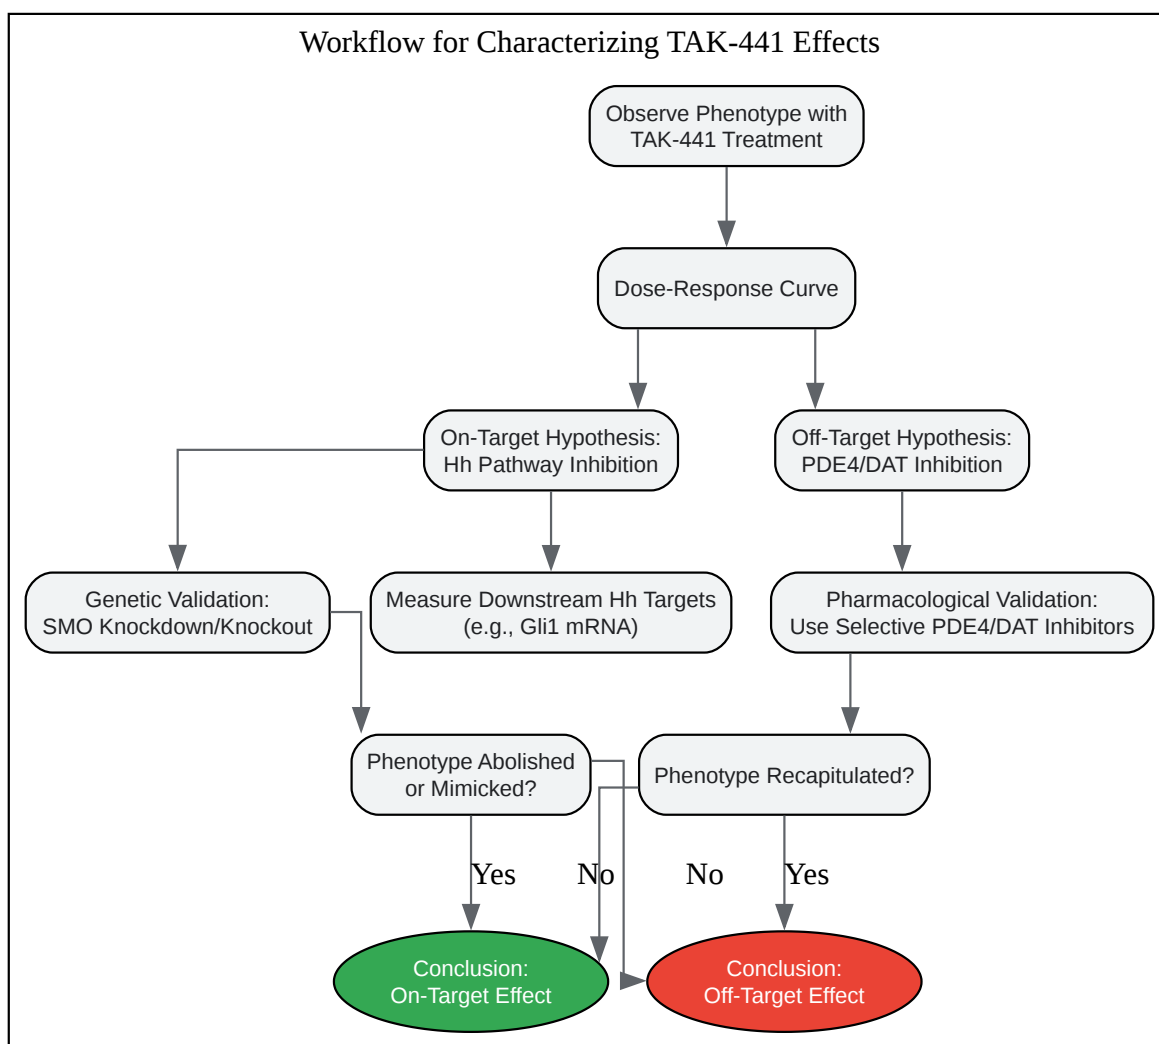 Workflow for Characterizing TAK-441 Effects
Observe Phenotype with
TAK-441 Treatment
Dose-Response Curve
On-Target Hypothesis:
Hh Pathway Inhibition
Off-Target Hypothesis:
PDE4/DAT Inhibition
Genetic Validation:
SMO Knockdown/Knockout
Measure Downstream Hh Targets
(e.g., Gli1 mRNA)
Pharmacological Validation:
Use Selective PDE4/DAT Inhibitors
Phenotype Abolished
or Mimicked?
Phenotype Recapitulated?
Yes
No
No
Yes
Conclusion:
On-Target Effect
Conclusion:
Off-Target Effect